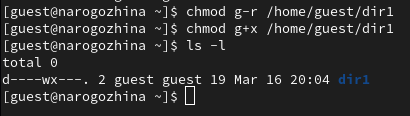 [guest@narogozhina ~]$ chmod g-r /home/guest/dir1
[guest@narogozhina ~]$ chmod g+x /home/guest/dir1
[guest@narogozhina ~]$ ls -l
total 0
d----wx---. 2 guest guest 19 Mar 16 20:04 dir1
[guest@narogozhina ~]$